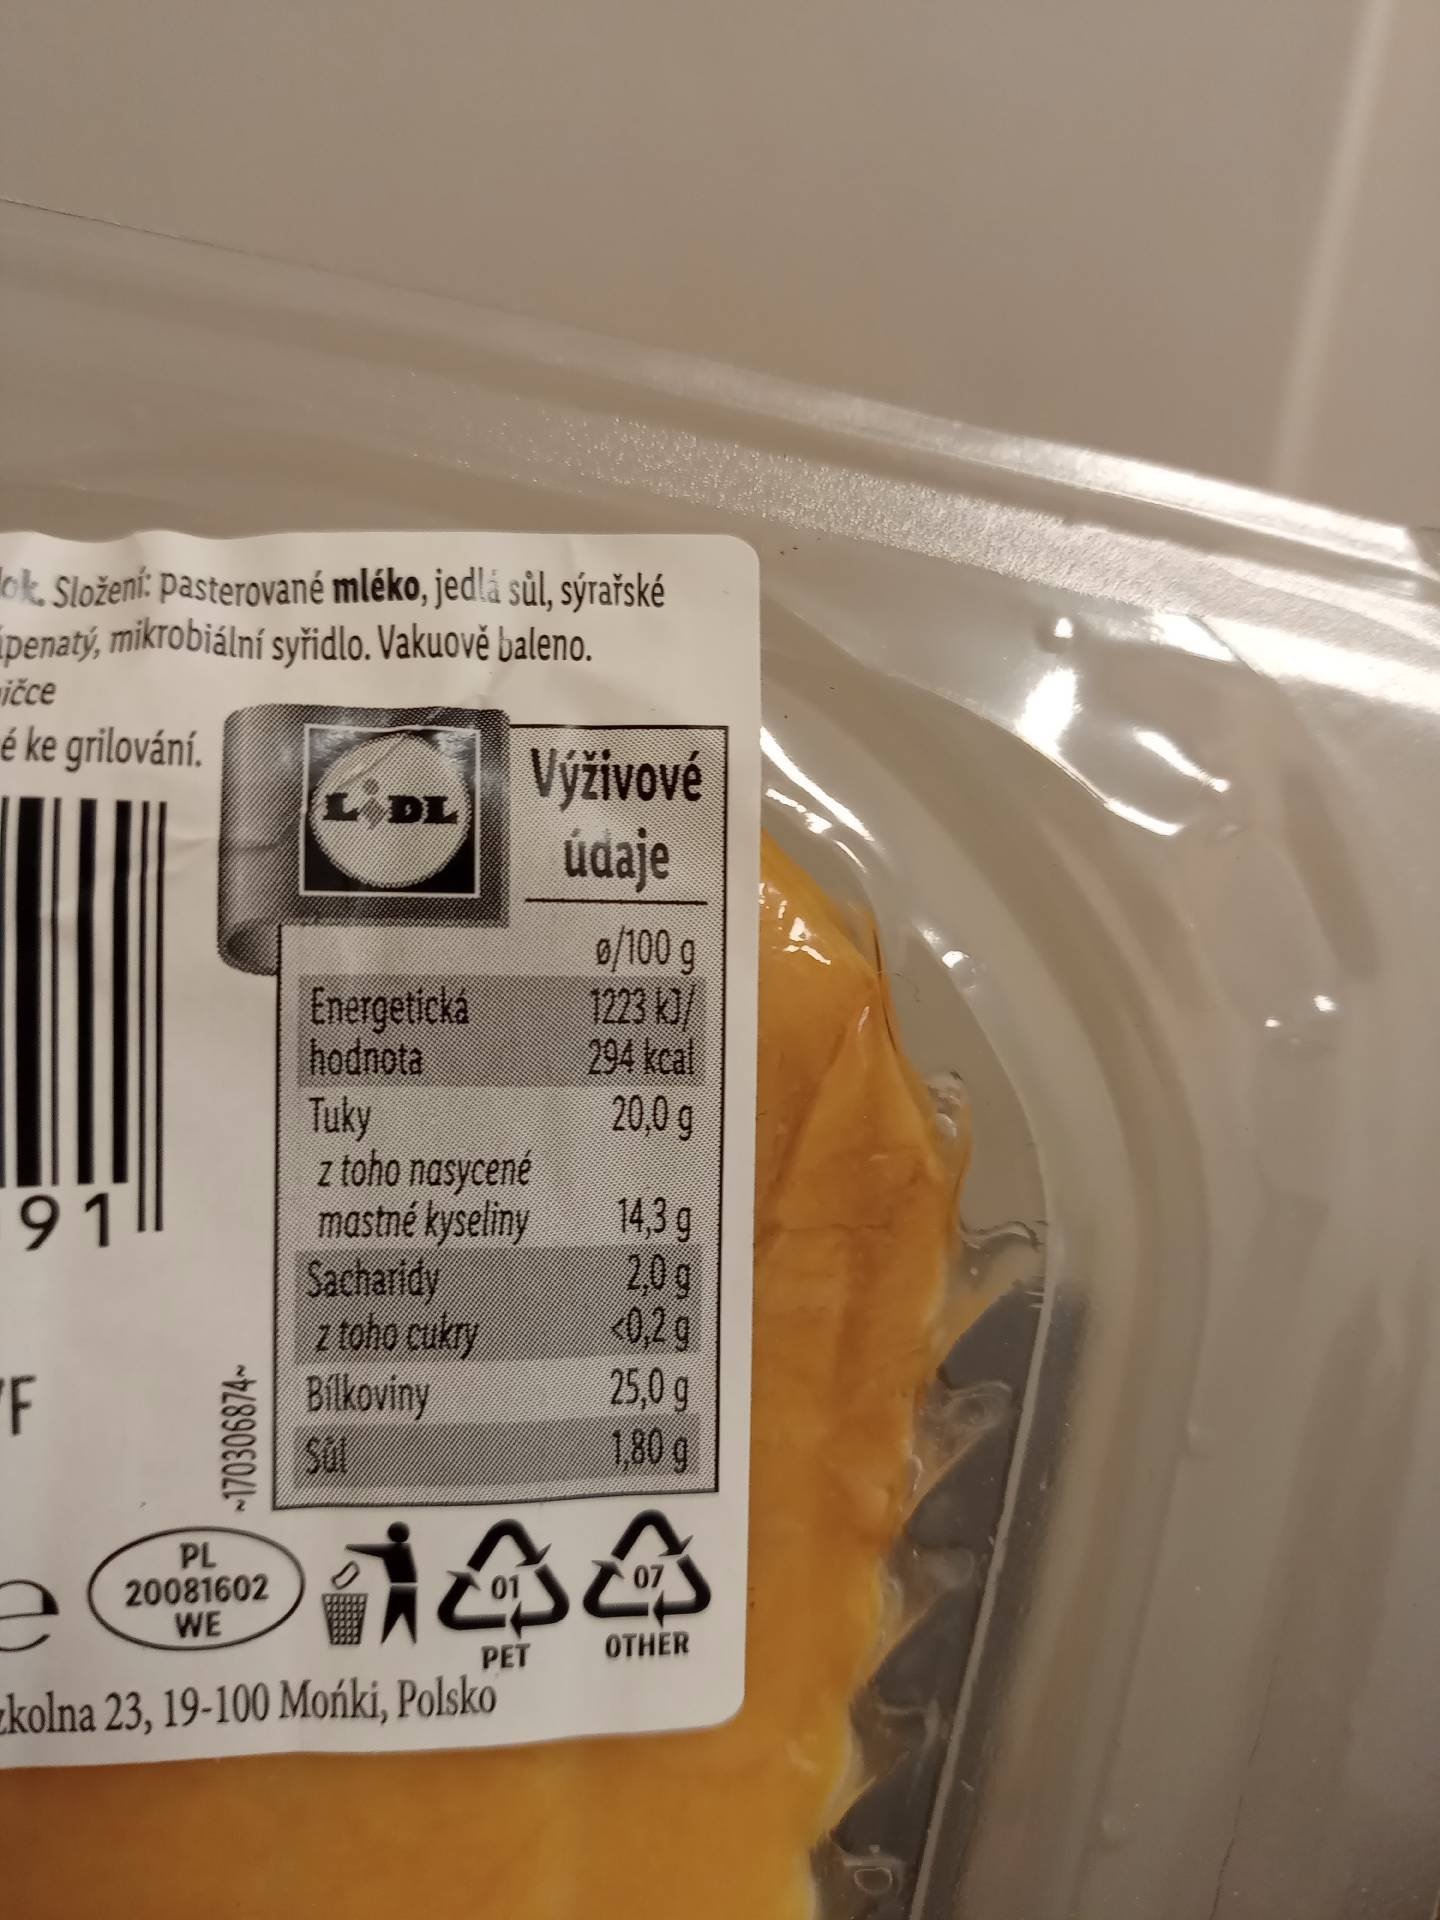 Složení: pasterované mléko, jedlá sůl, sýrařské
mikrobiální syřidlo. Vakuově baleno.
é ke grilování.
LIDL
Výživové
údaje
ø/100 g
Energetická 1223 kJ/
hodnota 294 kcal
Tuky 20,0 g
z toho nasycené
mastné kyseliny 14,3 g
Sacharidy 2,0 g
z toho cukry <0,2 g
Bílkoviny 25,0 g
Sůl 1,80 g
91
F
~170306874~
e
PL
20081602
WE
01
PET
07
OTHER
zkolna 23, 19-100 Mońki, Polsko